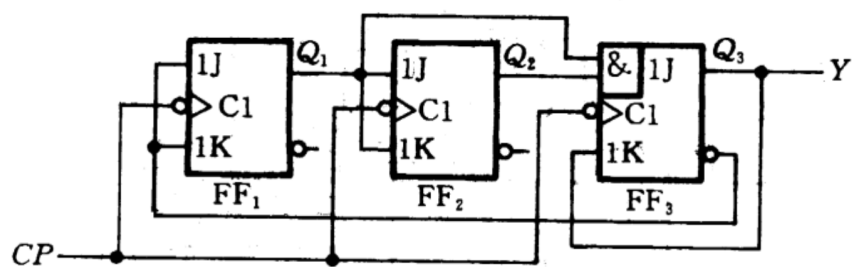 Q₁ Q₂ Q₃
1J 1J & 1J Y
C1 C1 C1
1K 1K 1K
FF₁ FF₂ FF₃
CP